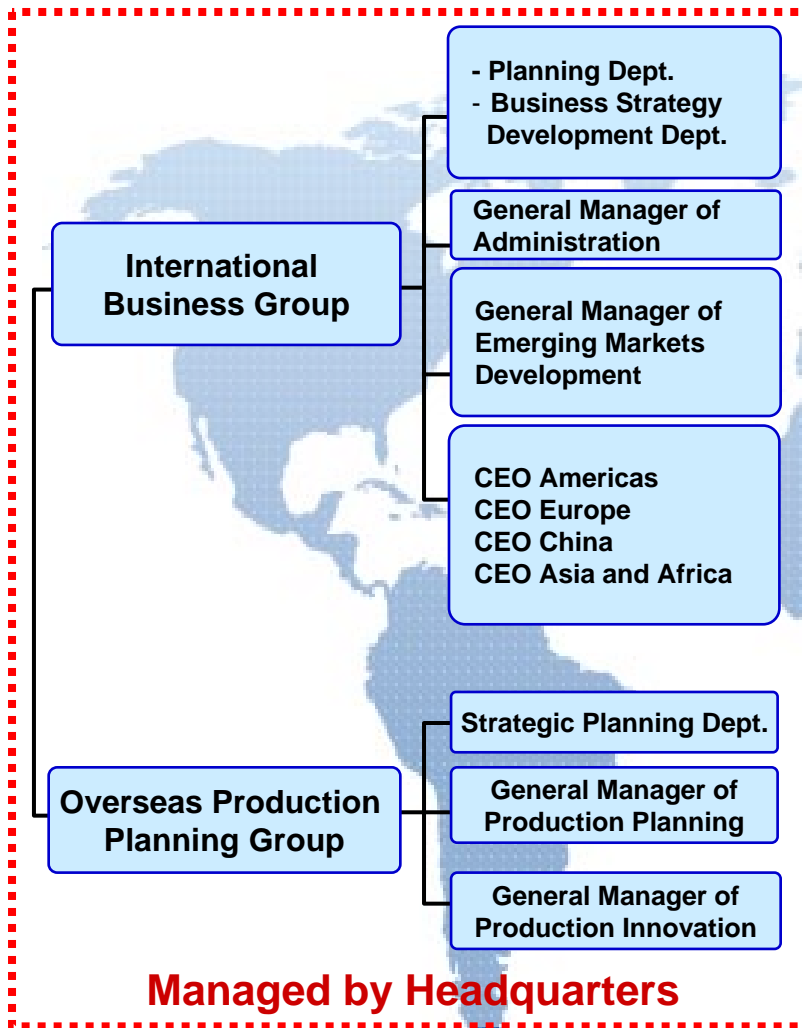 International
Business Group
- Planning Dept.
- Business Strategy
Development Dept.
General Manager of
Administration
General Manager of
Emerging Markets
Development
CEO Americas
CEO Europe
CEO China
CEO Asia and Africa
Overseas Production
Planning Group
Strategic Planning Dept.
General Manager of
Production Planning
General Manager of
Production Innovation
Managed by Headquarters